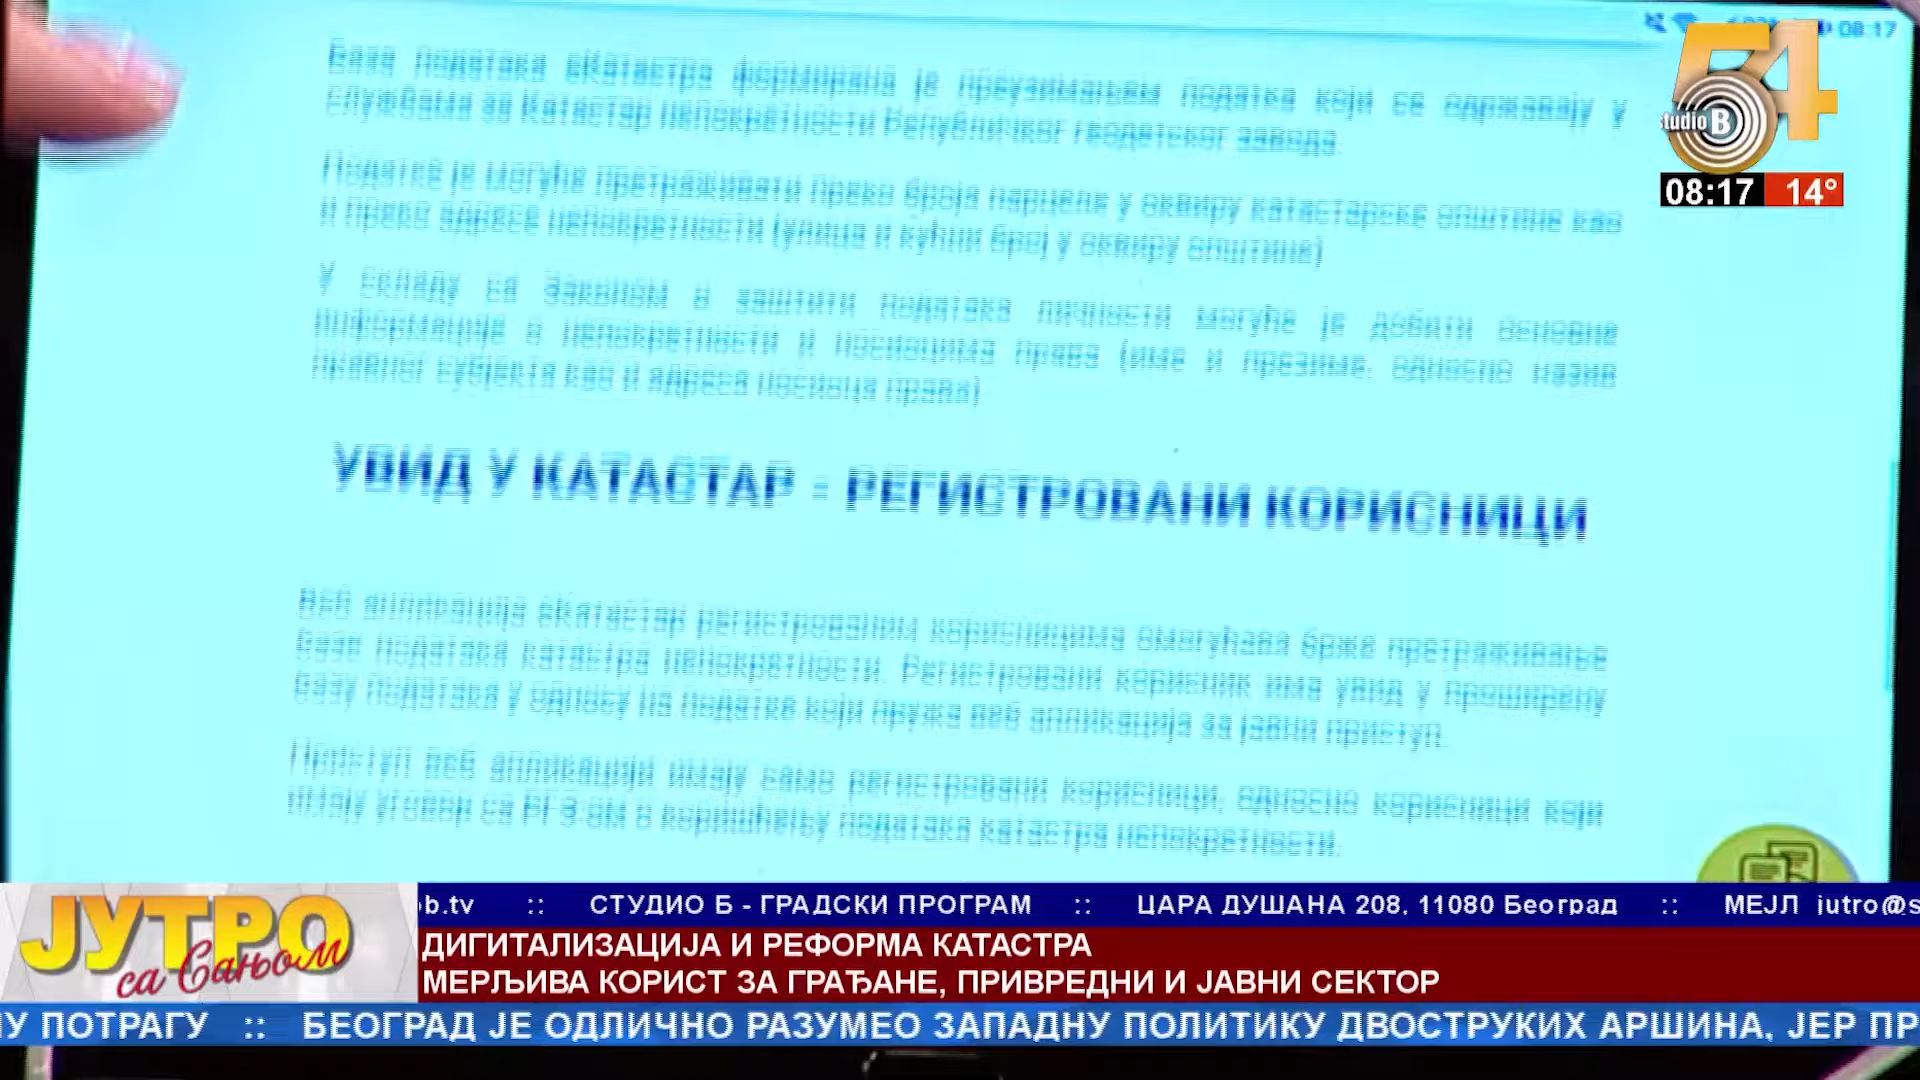 08:17
54
studio B
08:17 14°
База података еКатастра формирана је преузимањем податка који се одржавају у
Службама за Катастар непокретности Републичког геодетског завода.
Податке је могуће претраживати преко броја парцеле у оквиру катастарске општине као
и преко адресе непокретности (улица и кућни број у оквиру општине)
У складу са Законом о заштити података личности могуће је добити основне
информације о непокретности и носиоцима права (име и презиме, односно назив
правног субјекта као и адреса носиоца права)
УВИД У КАТАСТАР - РЕГИСТРОВАНИ КОРИСНИЦИ
Веб апликација еКатастар регистрованим корисницима омогућава брже претраживање
базе података катастра непокретности. Регистровани корисник има увид у проширену
базу података у односу на податке које пружа веб апликација за јавни приступ.
Приступ веб апликацији имају само регистровани корисници, односно корисници који
имају уговор са РГЗ-ом о коришћењу података катастра непокретности.
ЈУТРО
са Сањом
b.tv :: СТУДИО Б - ГРАДСКИ ПРОГРАМ :: ЦАРА ДУШАНА 208, 11080 Београд :: МЕЈЛ jutro@s
ДИГИТАЛИЗАЦИЈА И РЕФОРМА КАТАСТРА
МЕРЉИВА КОРИСТ ЗА ГРАЂАНЕ, ПРИВРЕДНИ И ЈАВНИ СЕКТОР
У ПОТРАГУ :: БЕОГРАД ЈЕ ОДЛИЧНО РАЗУМЕО ЗАПАДНУ ПОЛИТИКУ ДВОСТРУКИХ АРШИНА, ЈЕР ПР